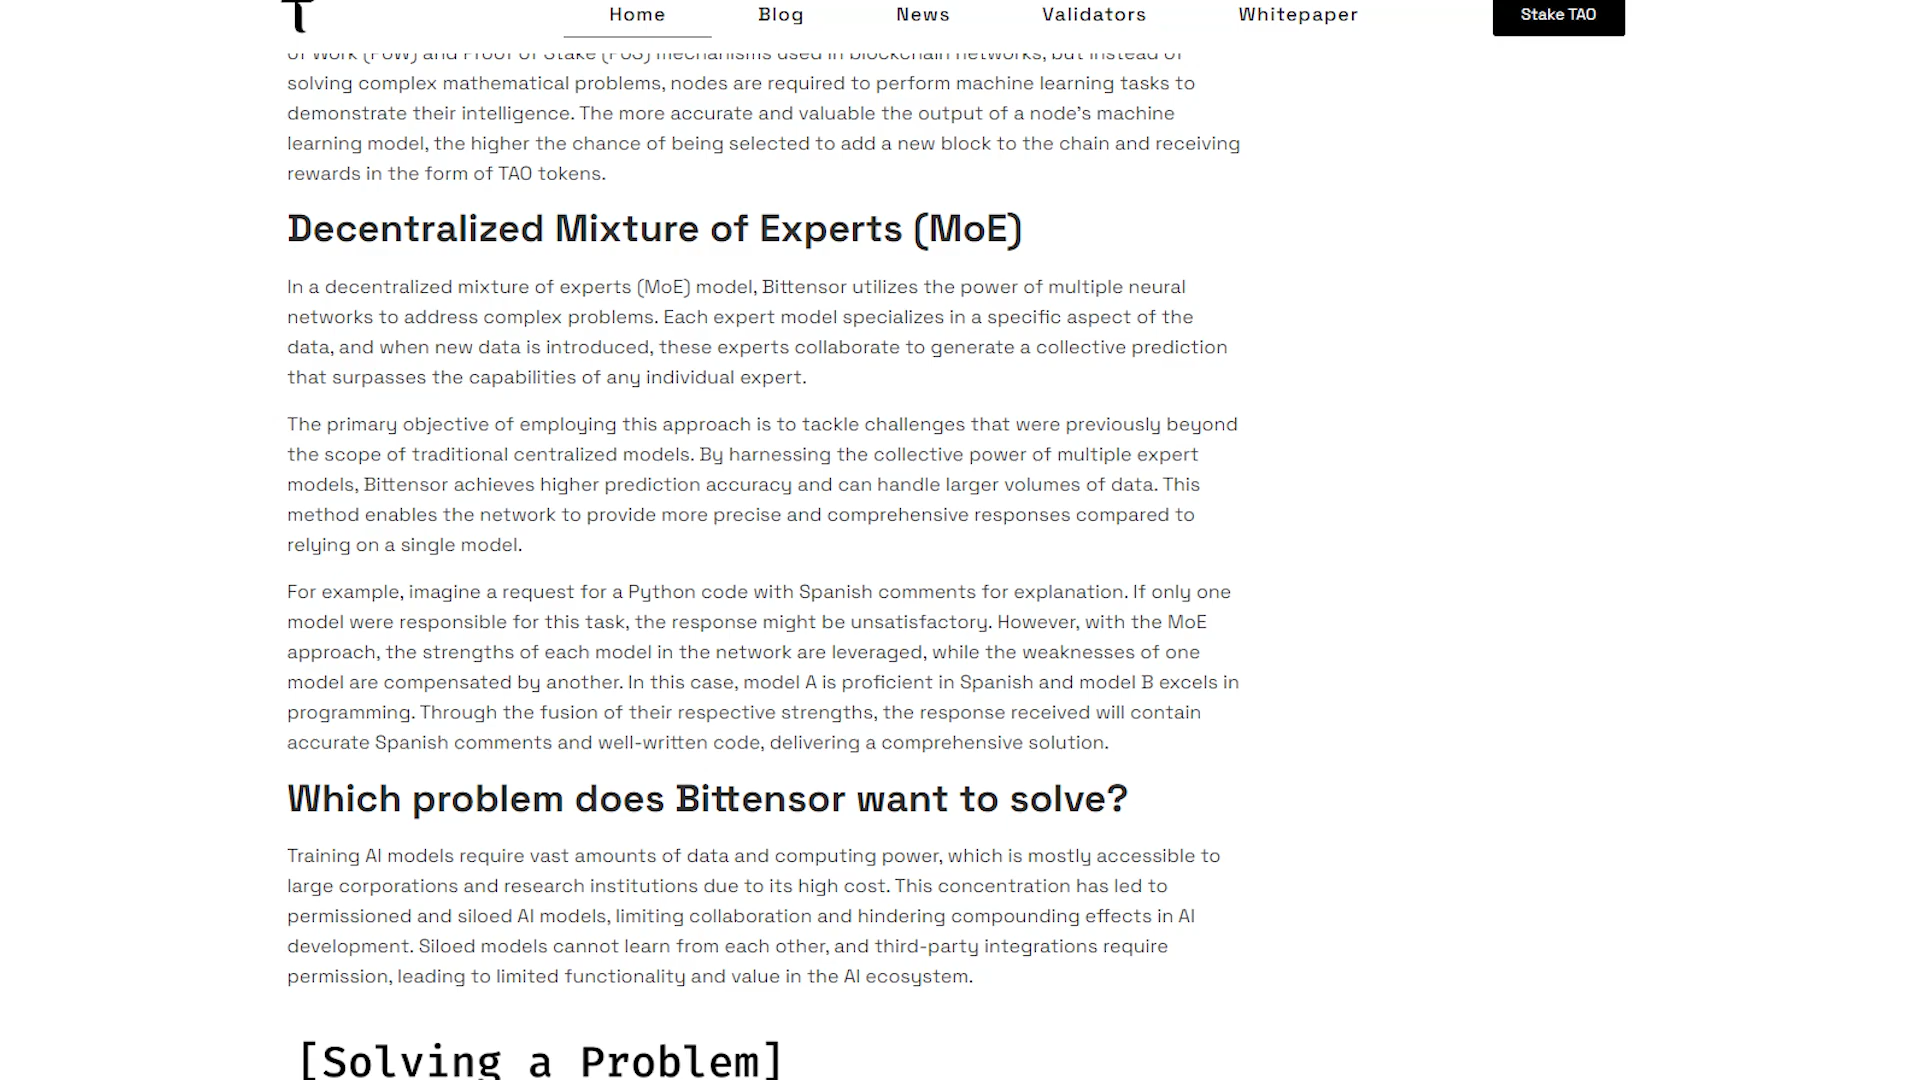 Home Blog News Validators Whitepaper Stake TAO
of Work (PoW) and Proof of Stake (PoS) mechanisms used in blockchain networks, but instead of
solving complex mathematical problems, nodes are required to perform machine learning tasks to
demonstrate their intelligence. The more accurate and valuable the output of a node's machine
learning model, the higher the chance of being selected to add a new block to the chain and receiving
rewards in the form of TAO tokens.
Decentralized Mixture of Experts (MoE)
In a decentralized mixture of experts (MoE) model, Bittensor utilizes the power of multiple neural
networks to address complex problems. Each expert model specializes in a specific aspect of the
data, and when new data is introduced, these experts collaborate to generate a collective prediction
that surpasses the capabilities of any individual expert.
The primary objective of employing this approach is to tackle challenges that were previously beyond
the scope of traditional centralized models. By harnessing the collective power of multiple expert
models, Bittensor achieves higher prediction accuracy and can handle larger volumes of data. This
method enables the network to provide more precise and comprehensive responses compared to
relying on a single model.
For example, imagine a request for a Python code with Spanish comments for explanation. If only one
model were responsible for this task, the response might be unsatisfactory. However, with the MoE
approach, the strengths of each model in the network are leveraged, while the weaknesses of one
model are compensated by another. In this case, model A is proficient in Spanish and model B excels in
programming. Through the fusion of their respective strengths, the response received will contain
accurate Spanish comments and well-written code, delivering a comprehensive solution.
Which problem does Bittensor want to solve?
Training AI models require vast amounts of data and computing power, which is mostly accessible to
large corporations and research institutions due to its high cost. This concentration has led to
permissioned and siloed AI models, limiting collaboration and hindering compounding effects in AI
development. Siloed models cannot learn from each other, and third-party integrations require
permission, leading to limited functionality and value in the AI ecosystem.
[Solving a Problem]